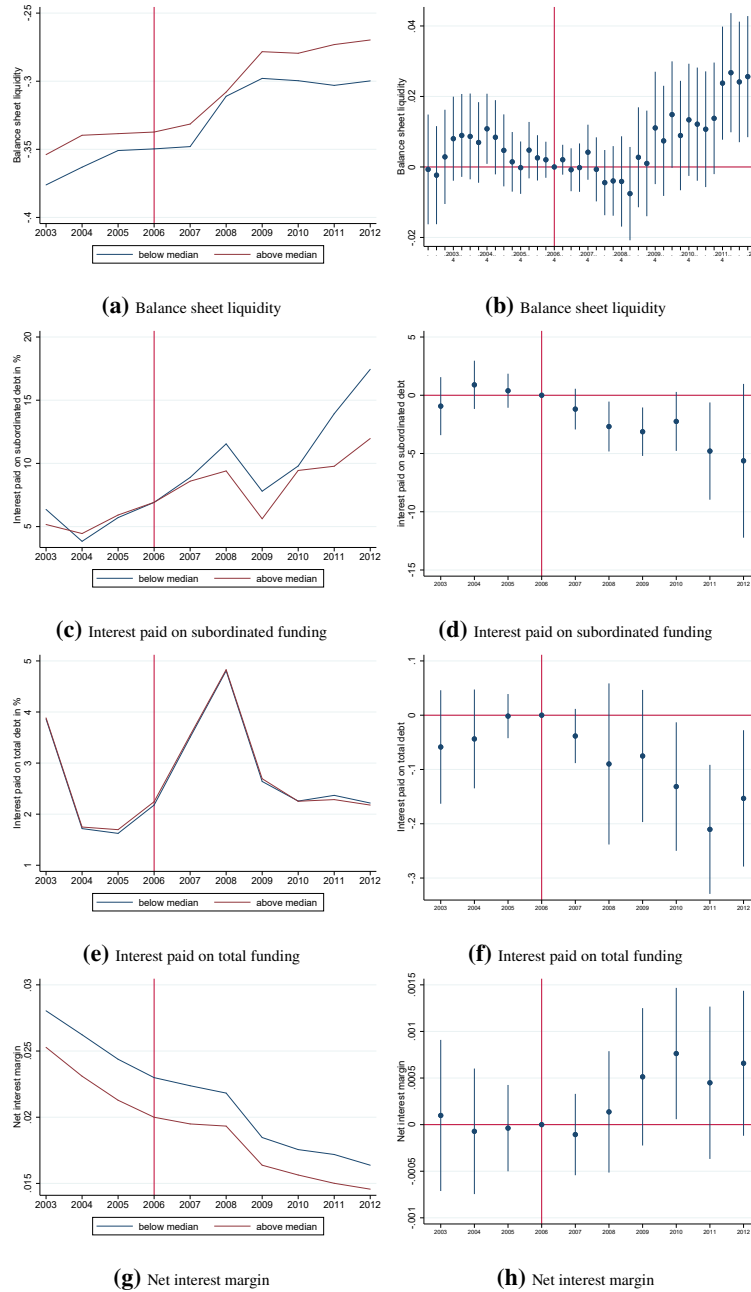 Balance sheet liquidity
-.25
-.3
-.35
-.4
2003 2004 2005 2006 2007 2008 2009 2010 2011 2012
below median above median
(a) Balance sheet liquidity
Balance sheet liquidity
.04
.02
0
-.02
(b) Balance sheet liquidity
Interest paid on subordinated debt in %
20
15
10
5
2003 2004 2005 2006 2007 2008 2009 2010 2011 2012
below median above median
(c) Interest paid on subordinated funding
interest paid on subordinated debt
5
0
-5
-10
-15
2003 2004 2005 2006 2007 2008 2009 2010 2011 2012
(d) Interest paid on subordinated funding
Interest paid on total debt in %
5
4
3
2
1
2003 2004 2005 2006 2007 2008 2009 2010 2011 2012
below median above median
(e) Interest paid on total funding
Interest paid on total debt
.1
0
-.1
-.2
-.3
2003 2004 2005 2006 2007 2008 2009 2010 2011 2012
(f) Interest paid on total funding
Net interest margin
.03
.025
.02
.015
2003 2004 2005 2006 2007 2008 2009 2010 2011 2012
below median above median
(g) Net interest margin
Net interest margin
.0015
.001
.0005
0
-.0005
-.001
2003 2004 2005 2006 2007 2008 2009 2010 2011 2012
(h) Net interest margin